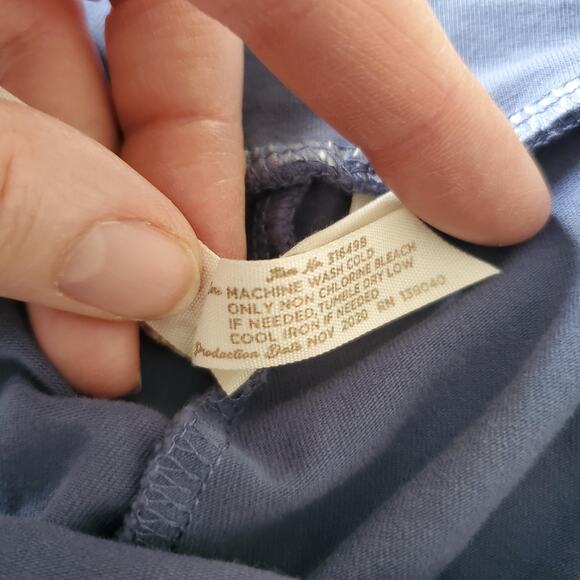 Item No. 31649B
MACHINE WASH COLD
ONLY NON CHLORINE BLEACH
IF NEEDED, TUMBLE DRY LOW
COOL IRON IF NEEDED
Production Date NOV 2020 RN 139040